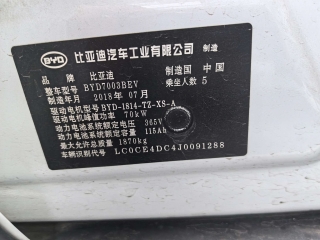 BYD 比亚迪汽车工业有限公司 制造
品牌 比亚迪 制造国 中国
整车型号 BYD7003BEV 乘坐人数 5
制造年月 2018年07月
驱动电机型号 BYD-1814-TZ-XS-A
驱动电机峰值功率 70kW
动力电池系统额定电压 365V
动力电池系统额定容量 115Ah
最大允许总质量 1870kg
车辆识别代号 LC0CE4DC4J0091288